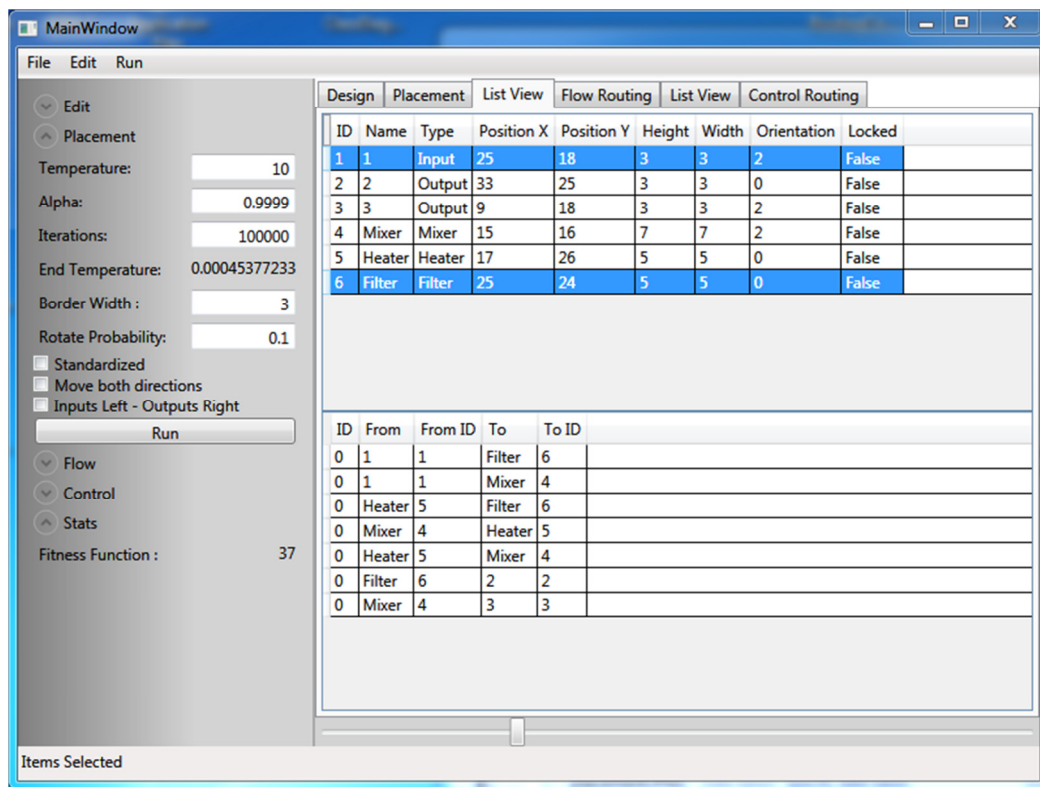 MainWindow
File Edit Run
Edit
Placement
Temperature: 10
Alpha: 0.9999
Iterations: 100000
End Temperature: 0.00045377233
Border Width : 3
Rotate Probability: 0.1
Standardized
Move both directions
Inputs Left - Outputs Right
Run
Flow
Control
Stats
Fitness Function : 37
Design Placement List View Flow Routing List View Control Routing
ID Name Type Position X Position Y Height Width Orientation Locked
1 1 Input 25 18 3 3 2 False
2 2 Output 33 25 3 3 0 False
3 3 Output 9 18 3 3 2 False
4 Mixer Mixer 15 16 7 7 2 False
5 Heater Heater 17 26 5 5 0 False
6 Filter Filter 25 24 5 5 0 False
ID From From ID To To ID
0 1 1 Filter 6
0 1 1 Mixer 4
0 Heater 5 Filter 6
0 Mixer 4 Heater 5
0 Heater 5 Mixer 4
0 Filter 6 2 2
0 Mixer 4 3 3
Items Selected